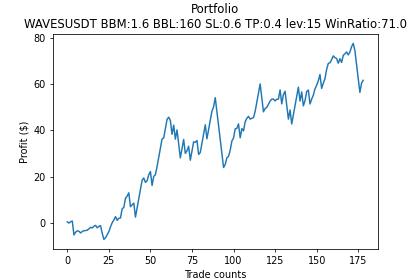 Portfolio
WAVESUSDT BBM:1.6 BBL:160 SL:0.6 TP:0.4 lev:15 WinRatio:71.0
80
60
40
20
0
Profit ($)
0 25 50 75 100 125 150 175
Trade counts